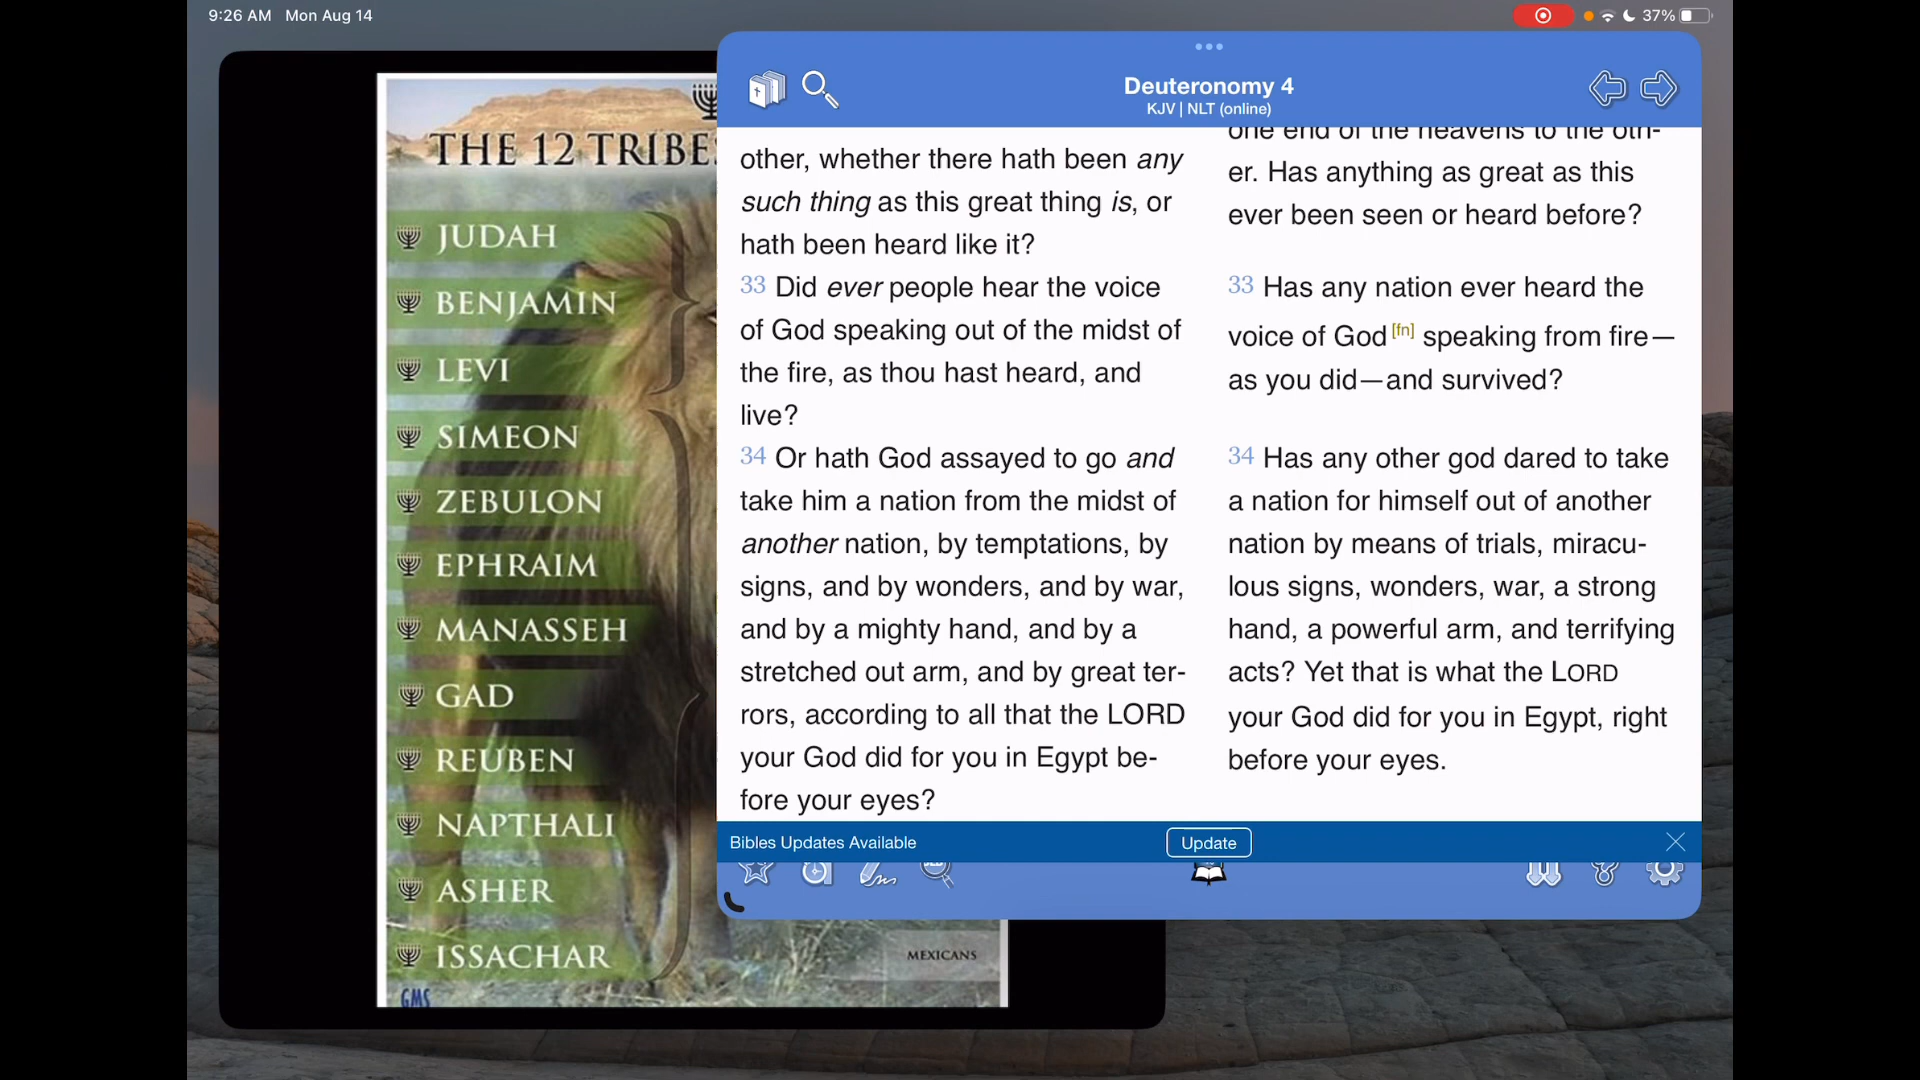 9:26 AM Mon Aug 14
37%
THE 12 TRIBES
JUDAH
BENJAMIN
LEVI
SIMEON
ZEBULON
EPHRAIM
MANASSEH
GAD
REUBEN
NAPTHALI
ASHER
ISSACHAR
MEXICANS
GMS
Deuteronomy 4
KJV | NLT (online)
other, whether there hath been any
such thing as this great thing is, or
hath been heard like it?
33 Did ever people hear the voice
of God speaking out of the midst of
the fire, as thou hast heard, and
live?
34 Or hath God assayed to go and
take him a nation from the midst of
another nation, by temptations, by
signs, and by wonders, and by war,
and by a mighty hand, and by a
stretched out arm, and by great ter-
rors, according to all that the LORD
your God did for you in Egypt be-
fore your eyes?
one end of the heavens to the oth-
er. Has anything as great as this
ever been seen or heard before?
33 Has any nation ever heard the
voice of God [fn] speaking from fire—
as you did—and survived?
34 Has any other god dared to take
a nation for himself out of another
nation by means of trials, miracu-
lous signs, wonders, war, a strong
hand, a powerful arm, and terrifying
acts? Yet that is what the LORD
your God did for you in Egypt, right
before your eyes.
Bibles Updates Available
Update